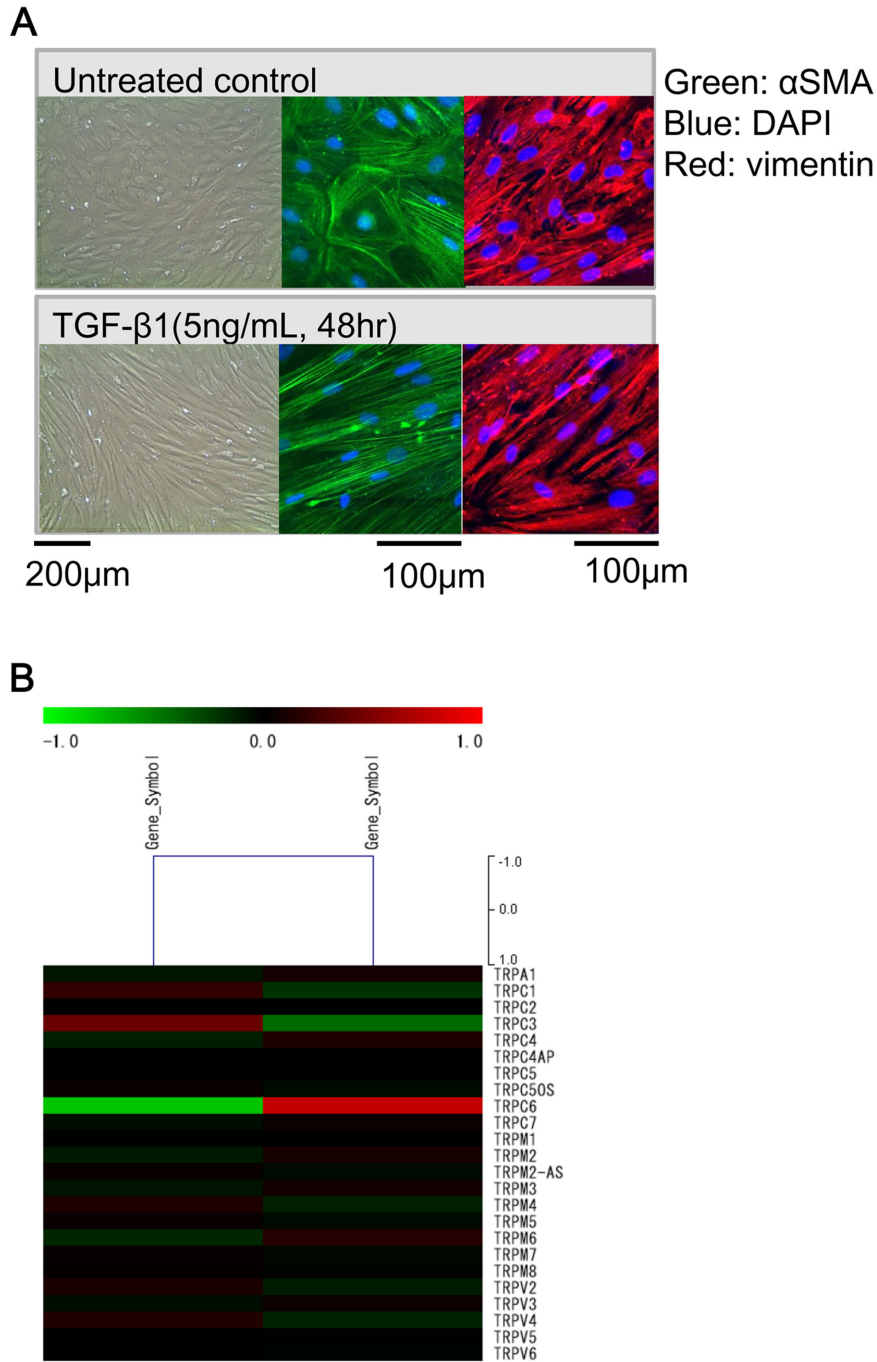 A
Untreated control
Green: αSMA
Blue: DAPI
Red: vimentin
TGF-β1(5ng/mL, 48hr)
200μm
100μm
100μm
B
-1.0 0.0 1.0
Gene_Symbol
Gene_Symbol
-1.0
0.0
1.0
TRPA1
TRPC1
TRPC2
TRPC3
TRPC4
TRPC4AP
TRPC5
TRPC5OS
TRPC6
TRPC7
TRPM1
TRPM2
TRPM2-AS
TRPM3
TRPM4
TRPM5
TRPM6
TRPM7
TRPM8
TRPV2
TRPV3
TRPV4
TRPV5
TRPV6